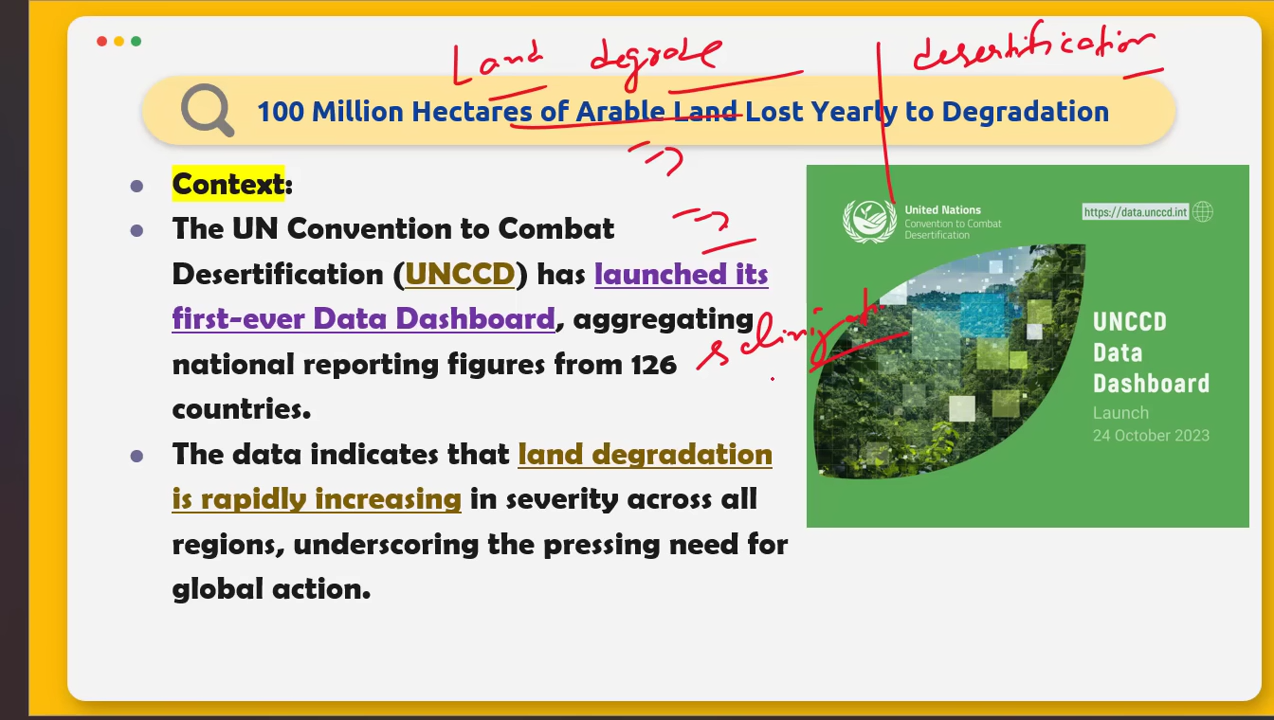 Land degrade desertification
100 Million Hectares of Arable Land Lost Yearly to Degradation
Context:
The UN Convention to Combat
Desertification (UNCCD) has launched its
first-ever Data Dashboard, aggregating
national reporting figures from 126
countries.
The data indicates that land degradation
is rapidly increasing in severity across all
regions, underscoring the pressing need for
global action.
United Nations
Convention to Combat
Desertification
https://data.unccd.int
UNCCD
Data
Dashboard
Launch
24 October 2023